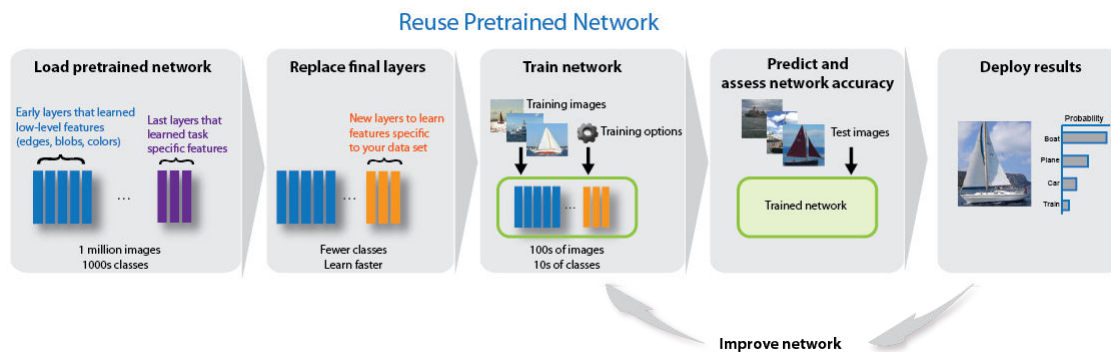 Reuse Pretrained Network
Load pretrained network
Early layers that learned
low-level features
(edges, blobs, colors)
Last layers that
learned task
specific features
...
1 million images
1000s classes
Replace final layers
New layers to learn
features specific
to your data set
...
Fewer classes
Learn faster
Train network
Training images
Training options
...
100s of images
10s of classes
Predict and
assess network accuracy
Test images
Trained network
Deploy results
Probability
Boat
Plane
Car
Train
Improve network